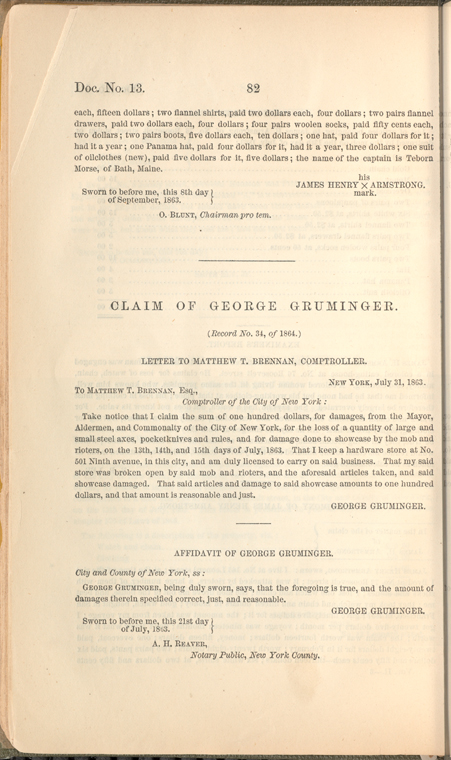 Doc. No. 13. 82
each, fifteen dollars; two flannel shirts, paid two dollars each, four dollars; two pairs flannel
drawers, paid two dollars each, four dollars; four pairs woolen socks, paid fifty cents each,
two dollars; two pairs boots, five dollars each, ten dollars; one hat, paid four dollars for it;
had it a year; one Panama hat, paid four dollars for it, had it a year, three dollars; one suit
of oilclothes (new), paid five dollars for it, five dollars; the name of the captain is Teborn
Morse, of Bath, Maine.
his
JAMES HENRY × ARMSTRONG.
mark.
Sworn to before me, this 8th day }
of September, 1863. }
O. BLUNT, Chairman pro tem.
CLAIM OF GEORGE GRUMINGER.
(Record No. 34, of 1864.)
LETTER TO MATTHEW T. BRENNAN, COMPTROLLER.
NEW YORK, July 31, 1863.
To MATTHEW T. BRENNAN, Esq.,
Comptroller of the City of New York:
Take notice that I claim the sum of one hundred dollars, for damages, from the Mayor,
Aldermen, and Commonalty of the City of New York, for the loss of a quantity of large and
small steel axes, pocketknives and rules, and for damage done to showcase by the mob and
rioters, on the 13th, 14th, and 15th days of July, 1863. That I keep a hardware store at No.
501 Ninth avenue, in this city, and am duly licensed to carry on said business. That my said
store was broken open by said mob and rioters, and the aforesaid articles taken, and said
showcase damaged. That said articles and damage to said showcase amounts to one hundred
dollars, and that amount is reasonable and just.
GEORGE GRUMINGER.
AFFIDAVIT OF GEORGE GRUMINGER.
City and County of New York, ss:
GEORGE GRUMINGER, being duly sworn, says, that the foregoing is true, and the amount of
damages therein specified correct, just, and reasonable.
GEORGE GRUMINGER.
Sworn to before me, this 21st day }
of July, 1863. }
A. H. REAVEY,
Notary Public, New York County.